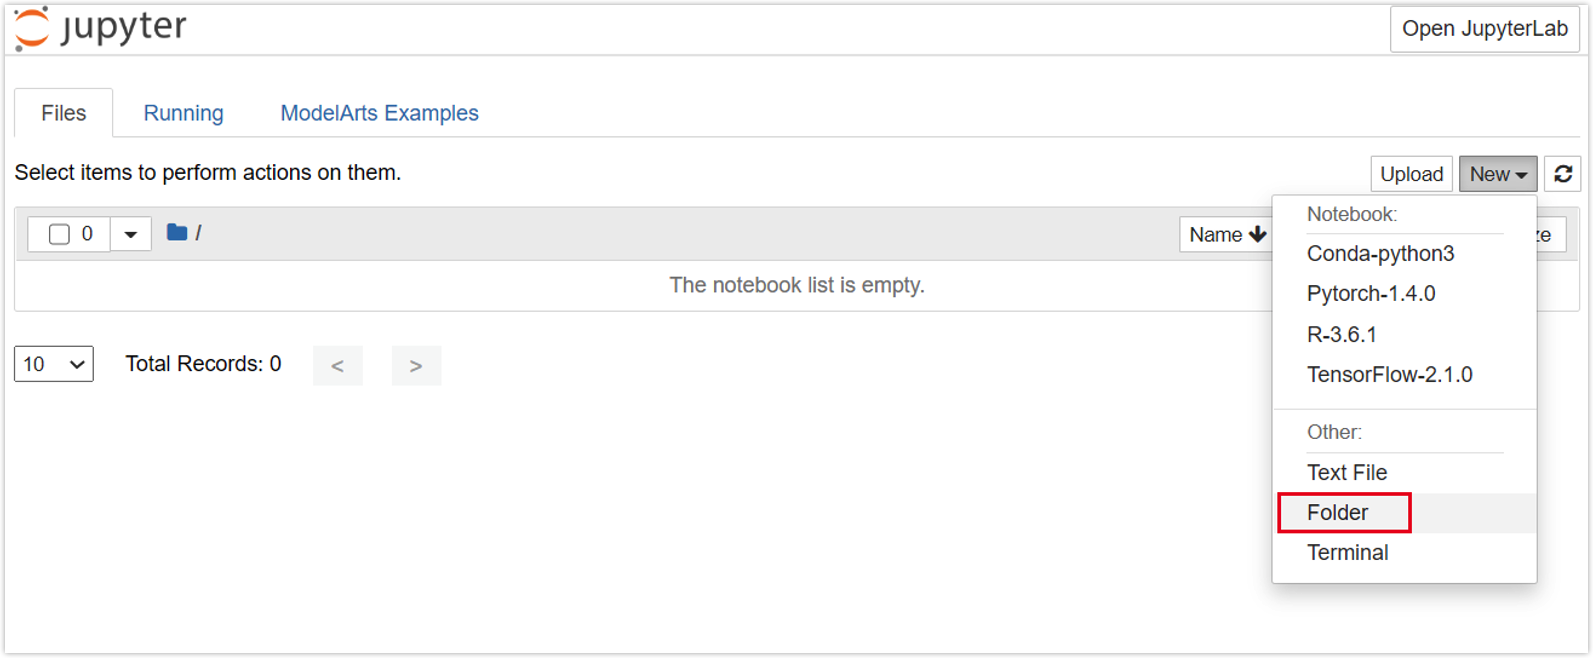 jupyter
Open JupyterLab
Files Running ModelArts Examples
Select items to perform actions on them.
Upload New
0 /
Name
The notebook list is empty.
10 Total Records: 0 < >
Notebook:
Conda-python3
Pytorch-1.4.0
R-3.6.1
TensorFlow-2.1.0
Other:
Text File
Folder
Terminal